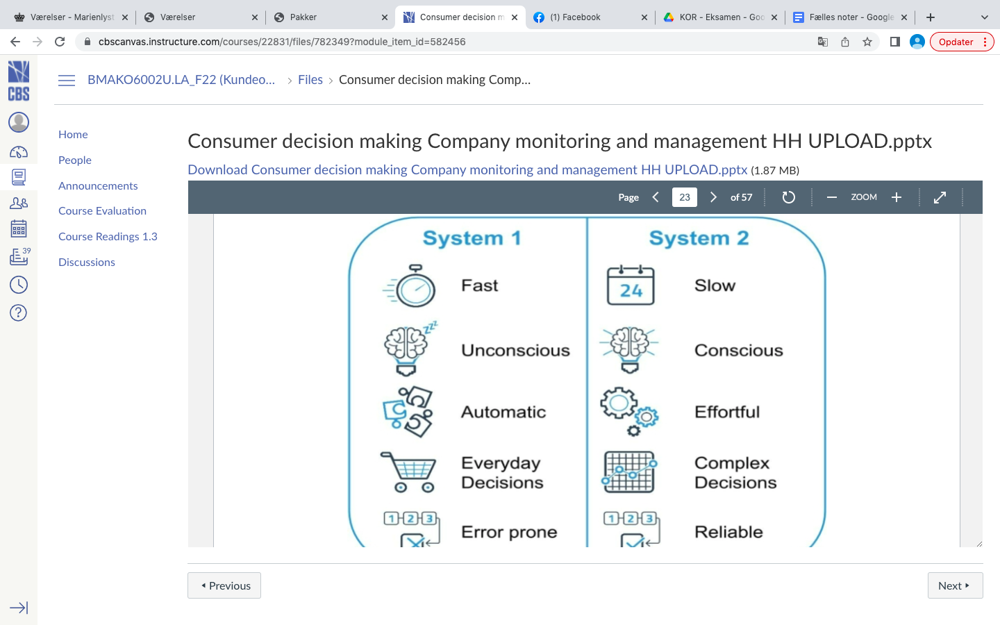 Værelser - Marienlyst
Værelser
Pakker
Consumer decision m
(1) Facebook
KOR - Eksamen - Goo
Fælles noter - Google
cbscanvas.instructure.com/courses/22831/files/782349?module_item_id=582456
Opdater
CBS
BMAKO6002U.LA_F22 (Kundeo...
Files
Consumer decision making Comp...
39
Home
People
Announcements
Course Evaluation
Course Readings 1.3
Discussions
Consumer decision making Company monitoring and management HH UPLOAD.pptx
Download Consumer decision making Company monitoring and management HH UPLOAD.pptx (1.87 MB)
Page 23 of 57 ZOOM
System 1
Fast
zzz
Unconscious
Automatic
Everyday
Decisions
1 2 3
Error prone
System 2
24
Slow
Conscious
Effortful
Complex
Decisions
1 2 3
Reliable
Previous
Next